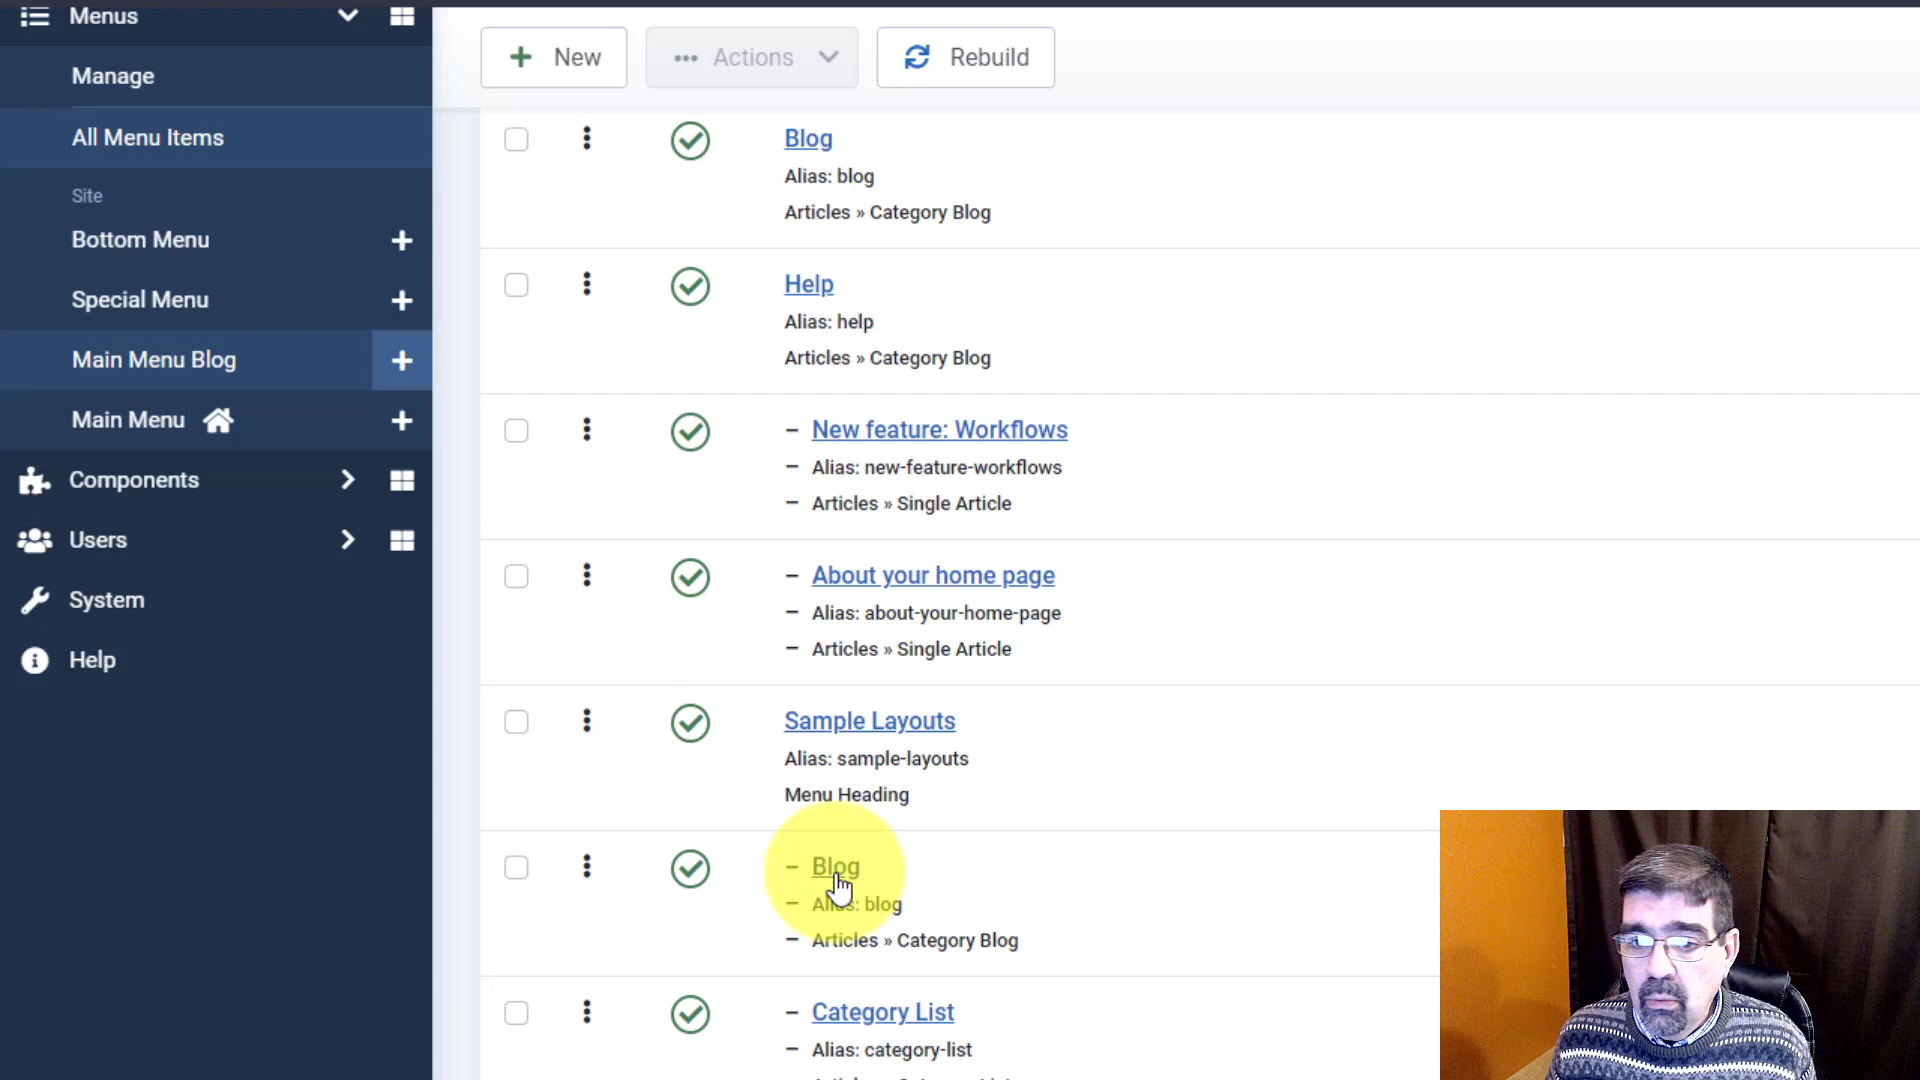 Menus
Manage
All Menu Items
Site
Bottom Menu
Special Menu
Main Menu Blog
Main Menu
Components
Users
System
Help
New
Actions
Rebuild
Blog
Alias: blog
Articles » Category Blog
Help
Alias: help
Articles » Category Blog
– New feature: Workflows
– Alias: new-feature-workflows
– Articles » Single Article
– About your home page
– Alias: about-your-home-page
– Articles » Single Article
Sample Layouts
Alias: sample-layouts
Menu Heading
– Blog
– Alias: blog
– Articles » Category Blog
– Category List
– Alias: category-list